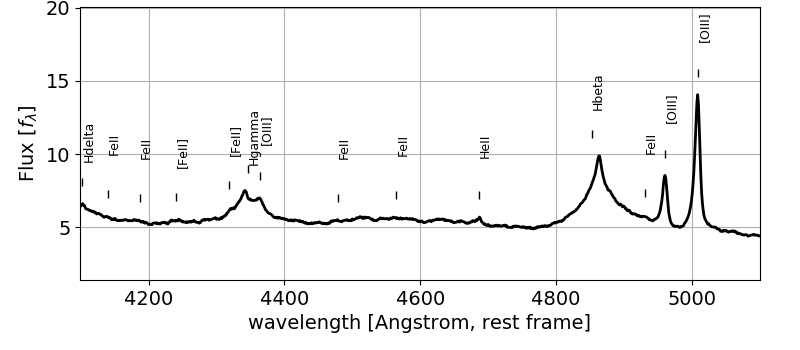 20
15
10
5
Flux [fλ]
Hdelta
FeII
FeII
[FeII]
[FeII]
Hgamma
[OIII]
FeII
FeII
HeII
Hbeta
FeII
[OIII]
[OIII]
4200
4400
4600
4800
5000
wavelength [Angstrom, rest frame]